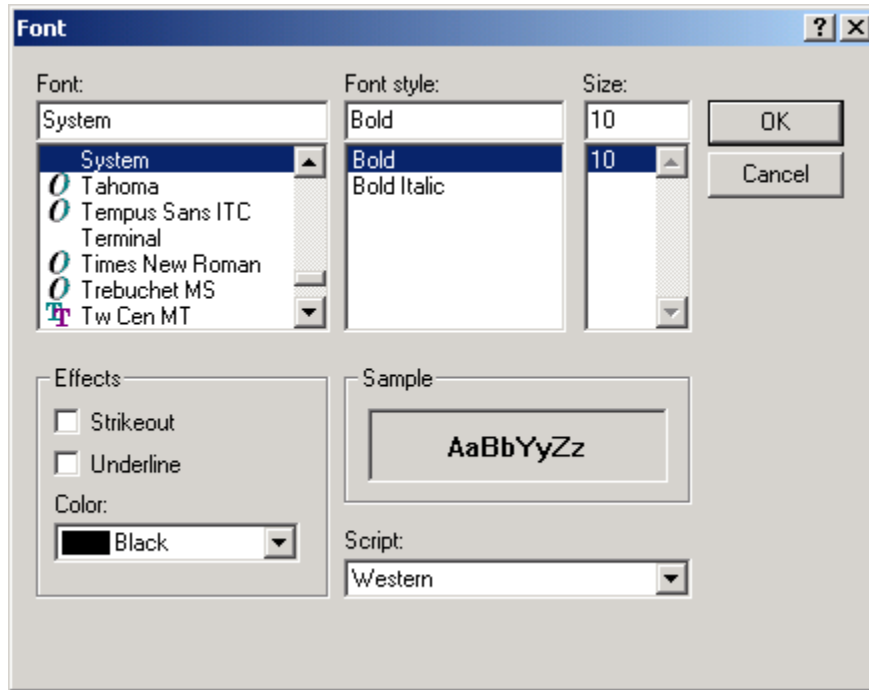 Font
Font:
System
System
Tahoma
Tempus Sans ITC
Terminal
Times New Roman
Trebuchet MS
Tw Cen MT
Font style:
Bold
Bold
Bold Italic
Size:
10
10
OK
Cancel
Effects
Strikeout
Underline
Color:
Black
Sample
AaBbYyZz
Script:
Western